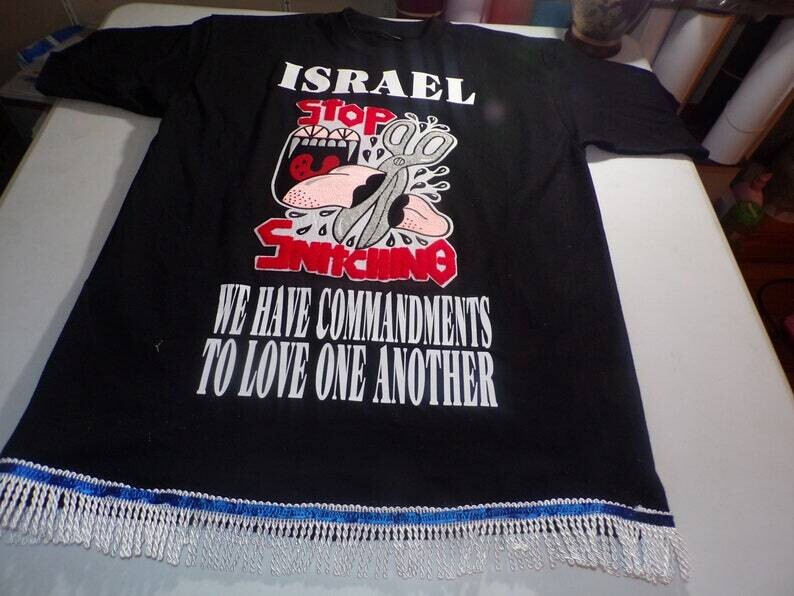 ISRAEL
STOP
SNITCHING
WE HAVE COMMANDMENTS
TO LOVE ONE ANOTHER